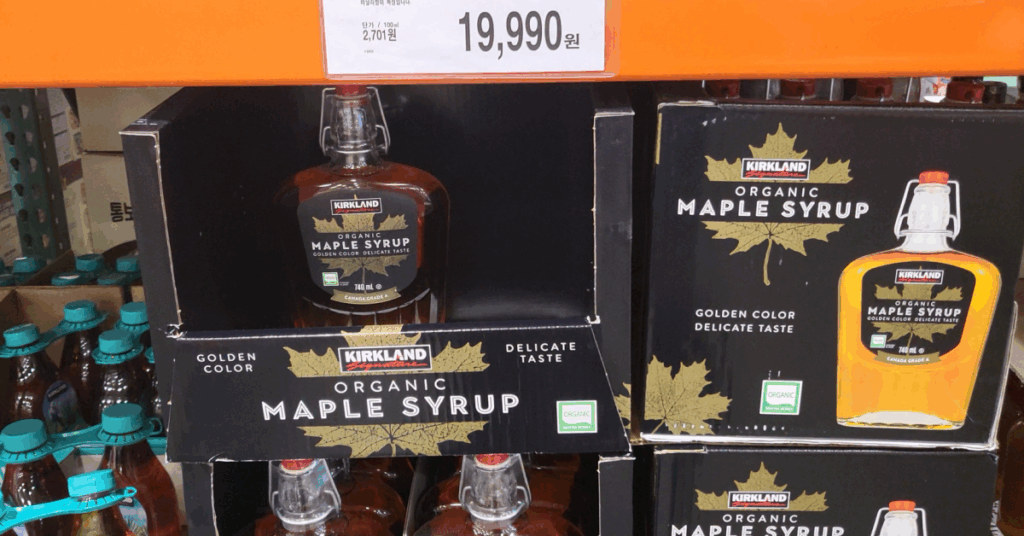 단가 / 100ml
2,701원
19,990원
KIRKLAND
Signature
ORGANIC
MAPLE SYRUP
GOLDEN COLOR DELICATE TASTE
740 ml
CANADA GRADE A
GOLDEN
COLOR
KIRKLAND
Signature
ORGANIC
MAPLE SYRUP
DELICATE
TASTE
ORGANIC
KIRKLAND
Signature
ORGANIC
MAPLE SYRUP
GOLDEN COLOR
DELICATE TASTE
ORGANIC
KIRKLAND
Signature
ORGANIC
MAPLE SYRUP
GOLDEN COLOR DELICATE TASTE
740 ml
CANADA GRADE A
KIRKLAND
Signature
ORGANIC
MAPLE SYRUP